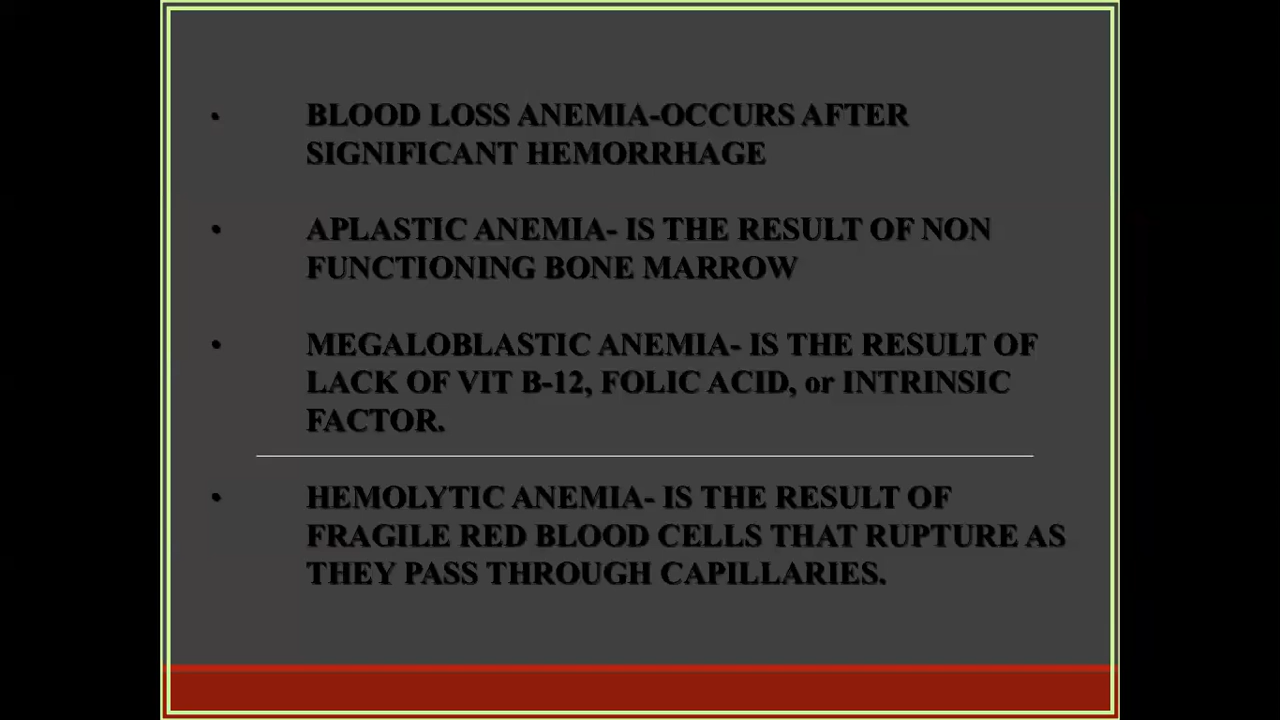 • BLOOD LOSS ANEMIA-OCCURS AFTER
SIGNIFICANT HEMORRHAGE
• APLASTIC ANEMIA- IS THE RESULT OF NON
FUNCTIONING BONE MARROW
• MEGALOBLASTIC ANEMIA- IS THE RESULT OF
LACK OF VIT B-12, FOLIC ACID, or INTRINSIC
FACTOR.
• HEMOLYTIC ANEMIA- IS THE RESULT OF
FRAGILE RED BLOOD CELLS THAT RUPTURE AS
THEY PASS THROUGH CAPILLARIES.